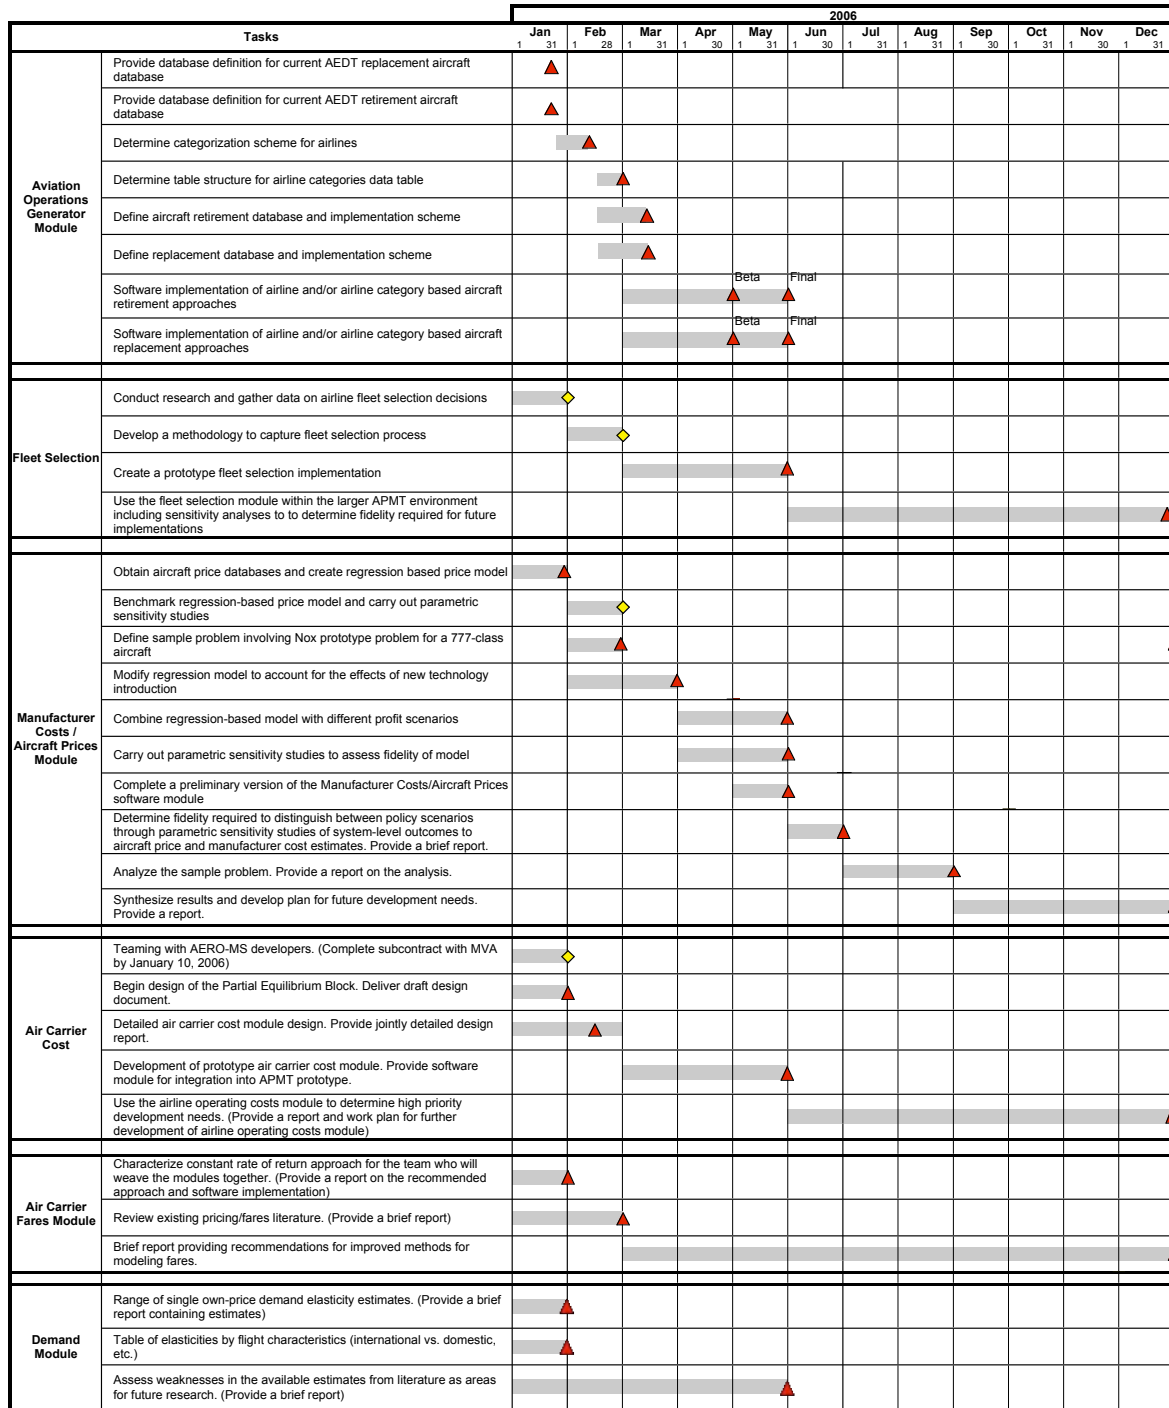 2006
Tasks
Jan Feb Mar Apr May Jun Jul Aug Sep Oct Nov Dec
1 31 1 28 1 31 1 30 1 31 1 30 1 31 1 31 1 30 1 31 1 30 1 31
Aviation
Operations
Generator
Module
Provide database definition for current AEDT replacement aircraft
database
Provide database definition for current AEDT retirement aircraft
database
Determine categorization scheme for airlines
Determine table structure for airline categories data table
Define aircraft retirement database and implementation scheme
Define replacement database and implementation scheme
Beta Final
Software implementation of airline and/or airline category based aircraft
retirement approaches
Beta Final
Software implementation of airline and/or airline category based aircraft
replacement approaches
Fleet Selection
Conduct research and gather data on airline fleet selection decisions
Develop a methodology to capture fleet selection process
Create a prototype fleet selection implementation
Use the fleet selection module within the larger APMT environment
including sensitivity analyses to to determine fidelity required for future
implementations
Manufacturer
Costs /
Aircraft Prices
Module
Obtain aircraft price databases and create regression based price model
Benchmark regression-based price model and carry out parametric
sensitivity studies
Define sample problem involving Nox prototype problem for a 777-class
aircraft
Modify regression model to account for the effects of new technology
introduction
Combine regression-based model with different profit scenarios
Carry out parametric sensitivity studies to assess fidelity of model
Complete a preliminary version of the Manufacturer Costs/Aircraft Prices
software module
Determine fidelity required to distinguish between policy scenarios
through parametric sensitivity studies of system-level outcomes to
aircraft price and manufacturer cost estimates. Provide a brief report.
Analyze the sample problem. Provide a report on the analysis.
Synthesize results and develop plan for future development needs.
Provide a report.
Air Carrier
Cost
Teaming with AERO-MS developers. (Complete subcontract with MVA
by January 10, 2006)
Begin design of the Partial Equilibrium Block. Deliver draft design
document.
Detailed air carrier cost module design. Provide jointly detailed design
report.
Development of prototype air carrier cost module. Provide software
module for integration into APMT prototype.
Use the airline operating costs module to determine high priority
development needs. (Provide a report and work plan for further
development of airline operating costs module)
Air Carrier
Fares Module
Characterize constant rate of return approach for the team who will
weave the modules together. (Provide a report on the recommended
approach and software implementation)
Review existing pricing/fares literature. (Provide a brief report)
Brief report providing recommendations for improved methods for
modeling fares.
Demand
Module
Range of single own-price demand elasticity estimates. (Provide a brief
report containing estimates)
Table of elasticities by flight characteristics (international vs. domestic,
etc.)
Assess weaknesses in the available estimates from literature as areas
for future research. (Provide a brief report)